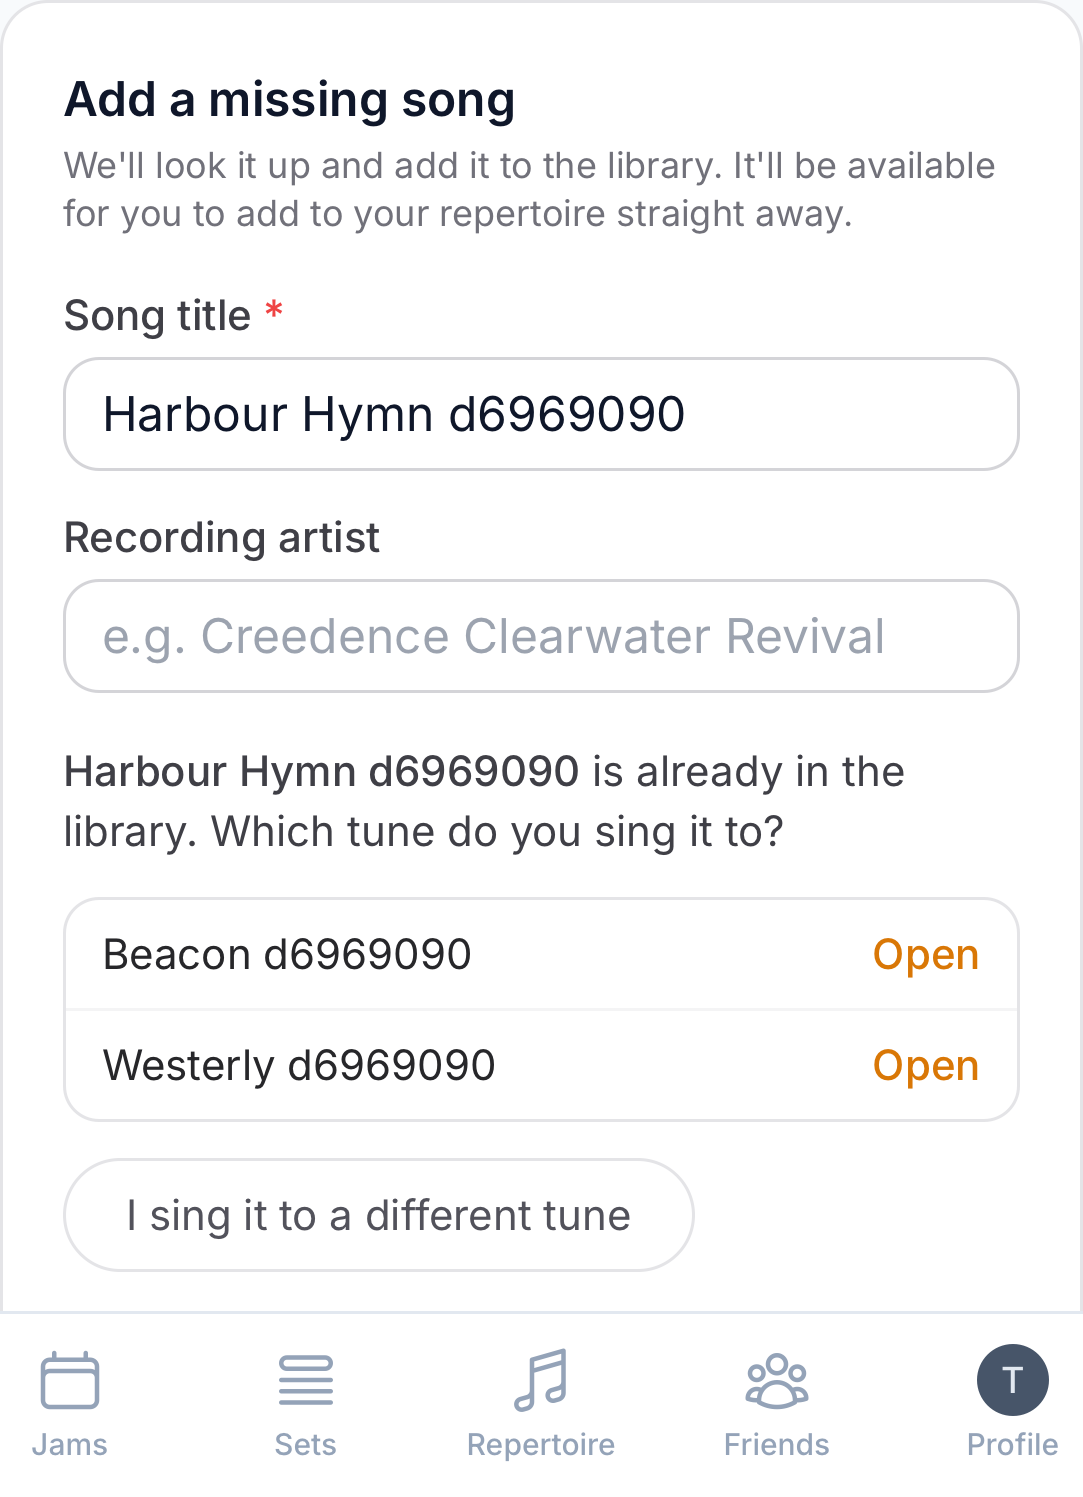 Add a missing song
We'll look it up and add it to the library. It'll be available
for you to add to your repertoire straight away.
Song title *
Harbour Hymn d6969090
Recording artist
e.g. Creedence Clearwater Revival
Harbour Hymn d6969090 is already in the
library. Which tune do you sing it to?
Beacon d6969090 Open
Westerly d6969090 Open
I sing it to a different tune
T
Jams Sets Repertoire Friends Profile